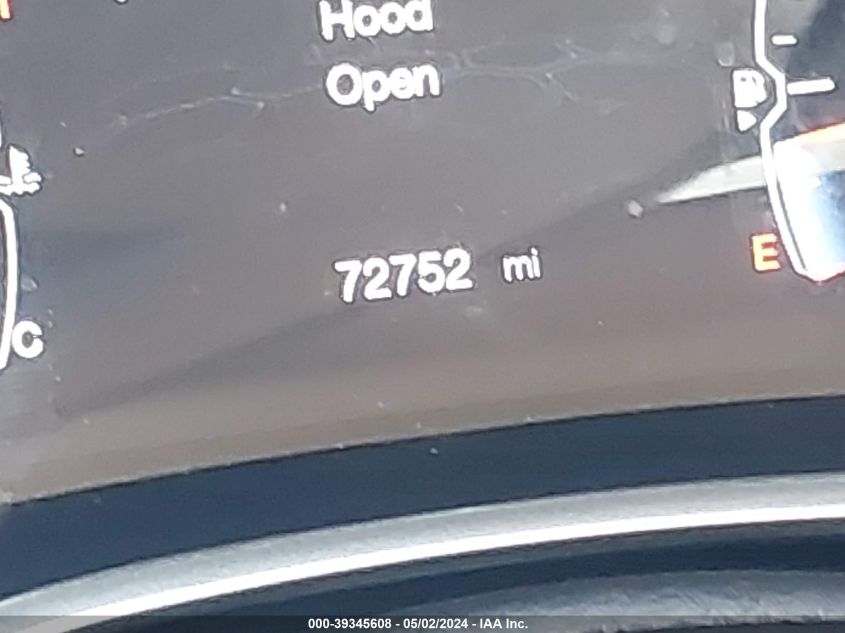 Hood
Open
72752 mi
E
C
000-39345608 - 05/02/2024 - IAA Inc.